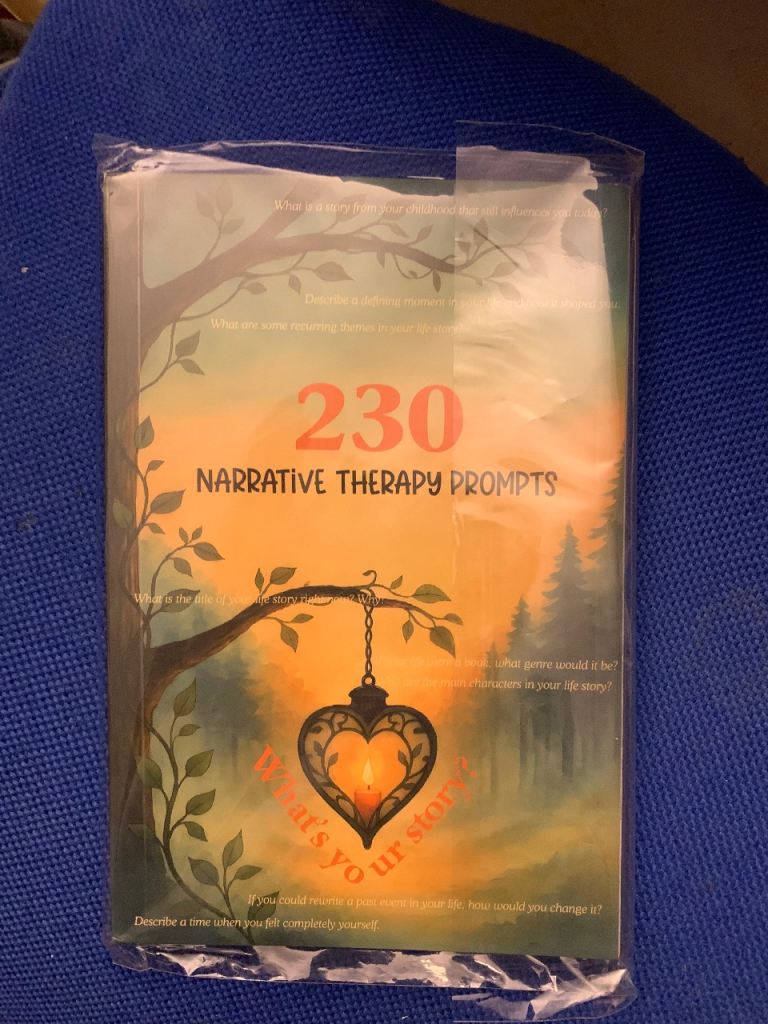 What is a story from your childhood that still influences you today?
Describe a defining moment in your life and how it shaped you.
What are some recurring themes in your life story?
230
NARRATIVE THERAPY PROMPTS
What is the title of your life story right now? Why?
your life were a book, what genre would it be?
are the main characters in your life story?
What's yo ur story?
If you could rewrite a past event in your life, how would you change it?
Describe a time when you felt completely yourself.